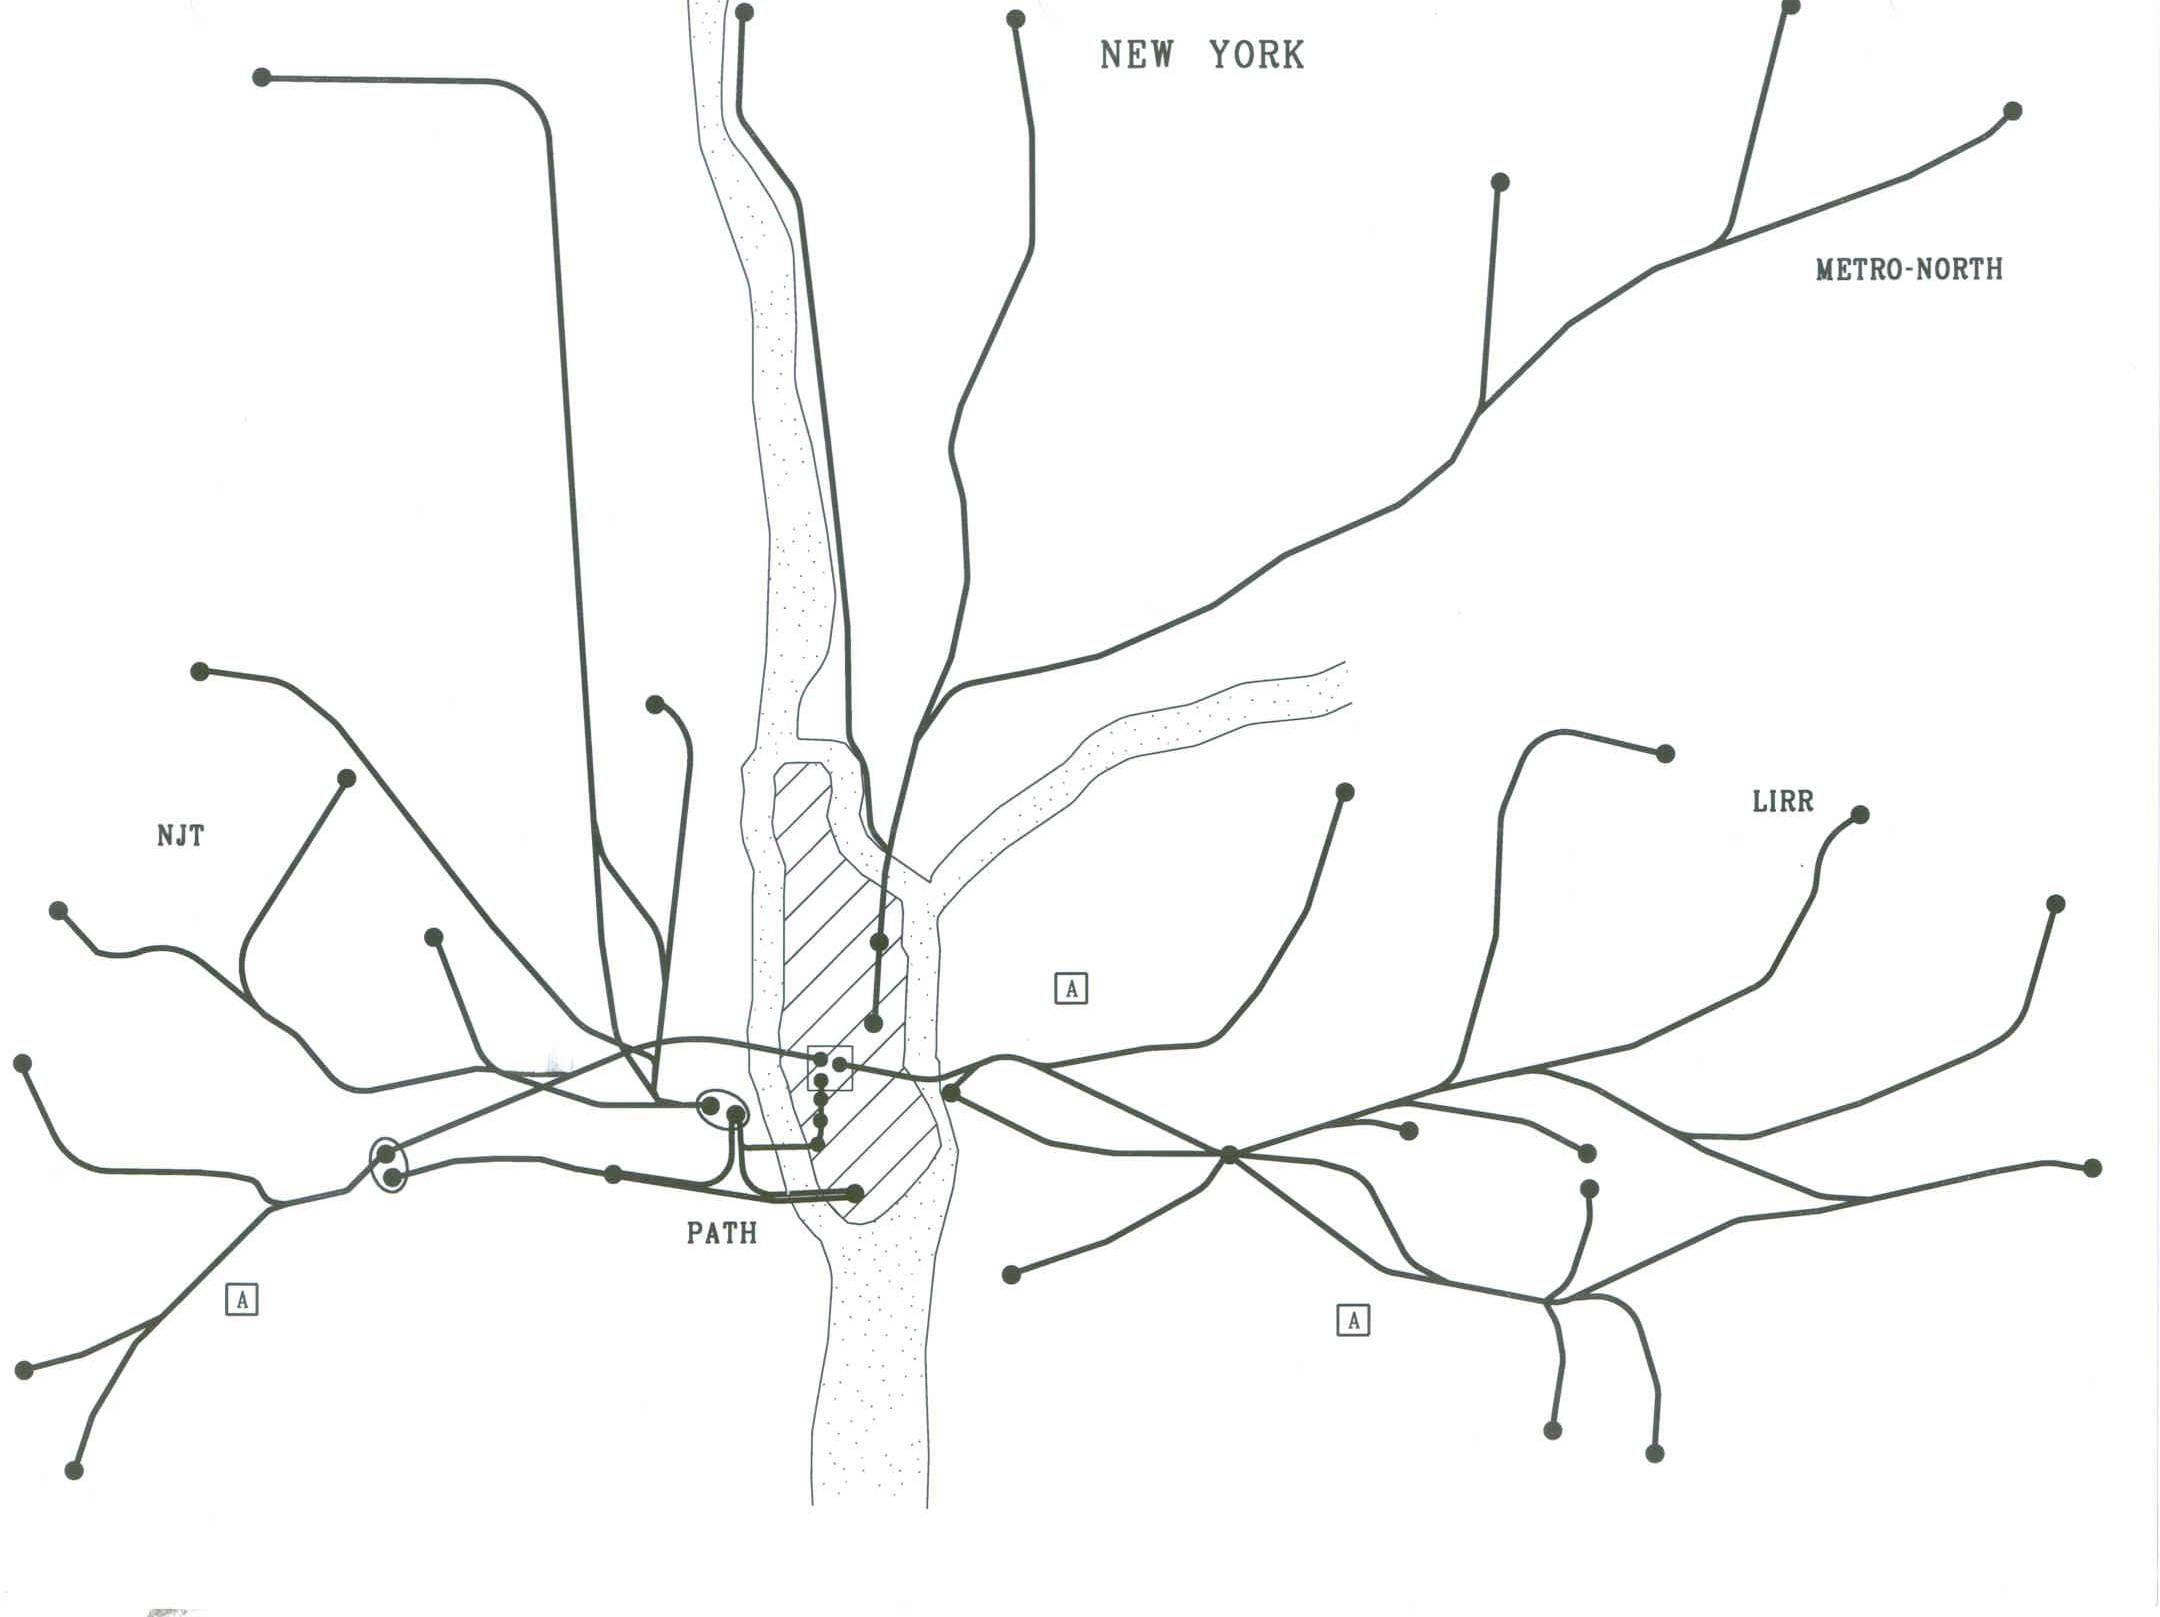 NEW YORK
METRO-NORTH
LIRR
NJT
A
PATH
A
A